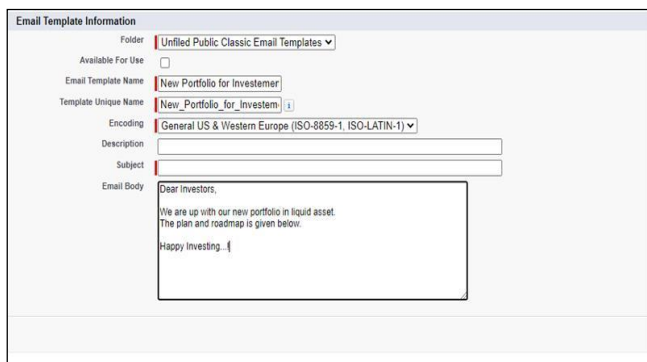 Email Template Information
Folder Unfiled Public Classic Email Templates
Available For Use
Email Template Name New Portfolio for Investemer
Template Unique Name New_Portfolio_for_Investem i
Encoding General US & Western Europe (ISO-8859-1, ISO-LATIN-1)
Description
Subject
Email Body
Dear Investors,
We are up with our new portfolio in liquid asset.
The plan and roadmap is given below.
Happy Investing...!